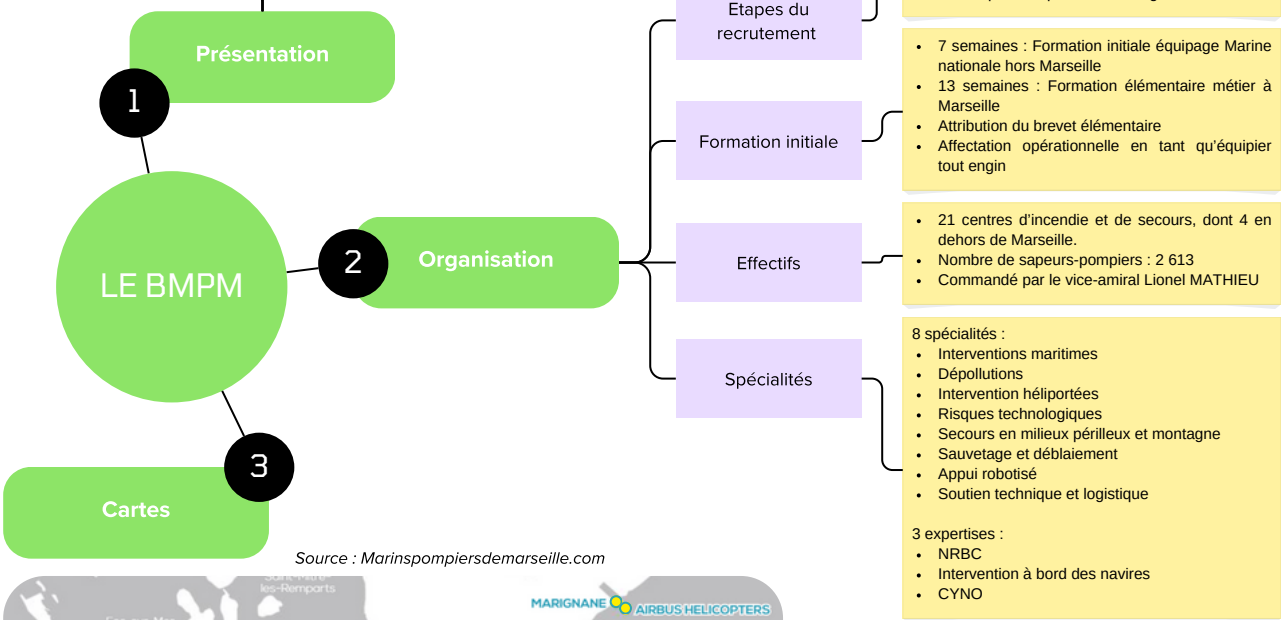 Présentation
1
LE BMPM
2
Organisation
3
Cartes
Source : Marinspompiersdemarseille.com
Etapes du
recrutement
Formation initiale
• 7 semaines : Formation initiale équipage Marine
nationale hors Marseille
• 13 semaines : Formation élémentaire métier à
Marseille
• Attribution du brevet élémentaire
• Affectation opérationnelle en tant qu'équipier
tout engin
Effectifs
• 21 centres d'incendie et de secours, dont 4 en
dehors de Marseille.
• Nombre de sapeurs-pompiers : 2 613
• Commandé par le vice-amiral Lionel MATHIEU
Spécialités
8 spécialités :
• Interventions maritimes
• Dépollutions
• Intervention héliportées
• Risques technologiques
• Secours en milieux périlleux et montagne
• Sauvetage et déblaiement
• Appui robotisé
• Soutien technique et logistique
3 expertises :
• NRBC
• Intervention à bord des navires
• CYNO
Saint-Mitre-
les-Remparts
MARIGNANE
AIRBUS HELICOPTERS